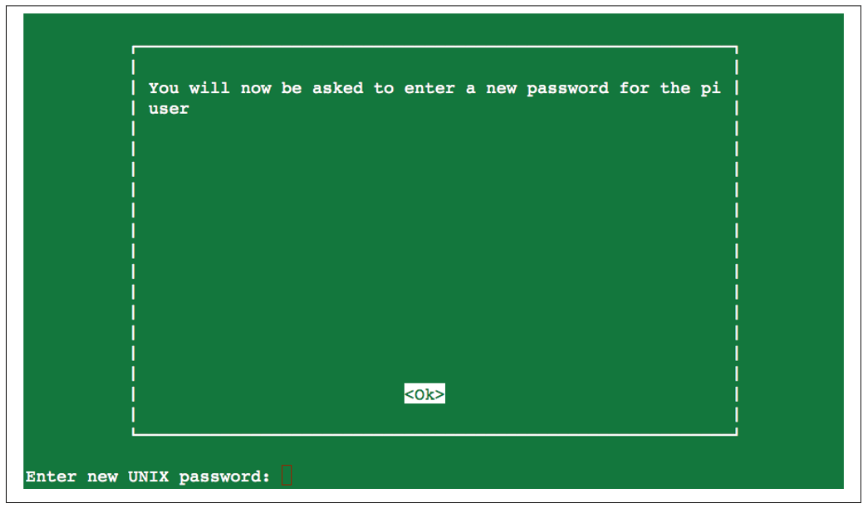 You will now be asked to enter a new password for the pi
user
<Ok>
Enter new UNIX password: